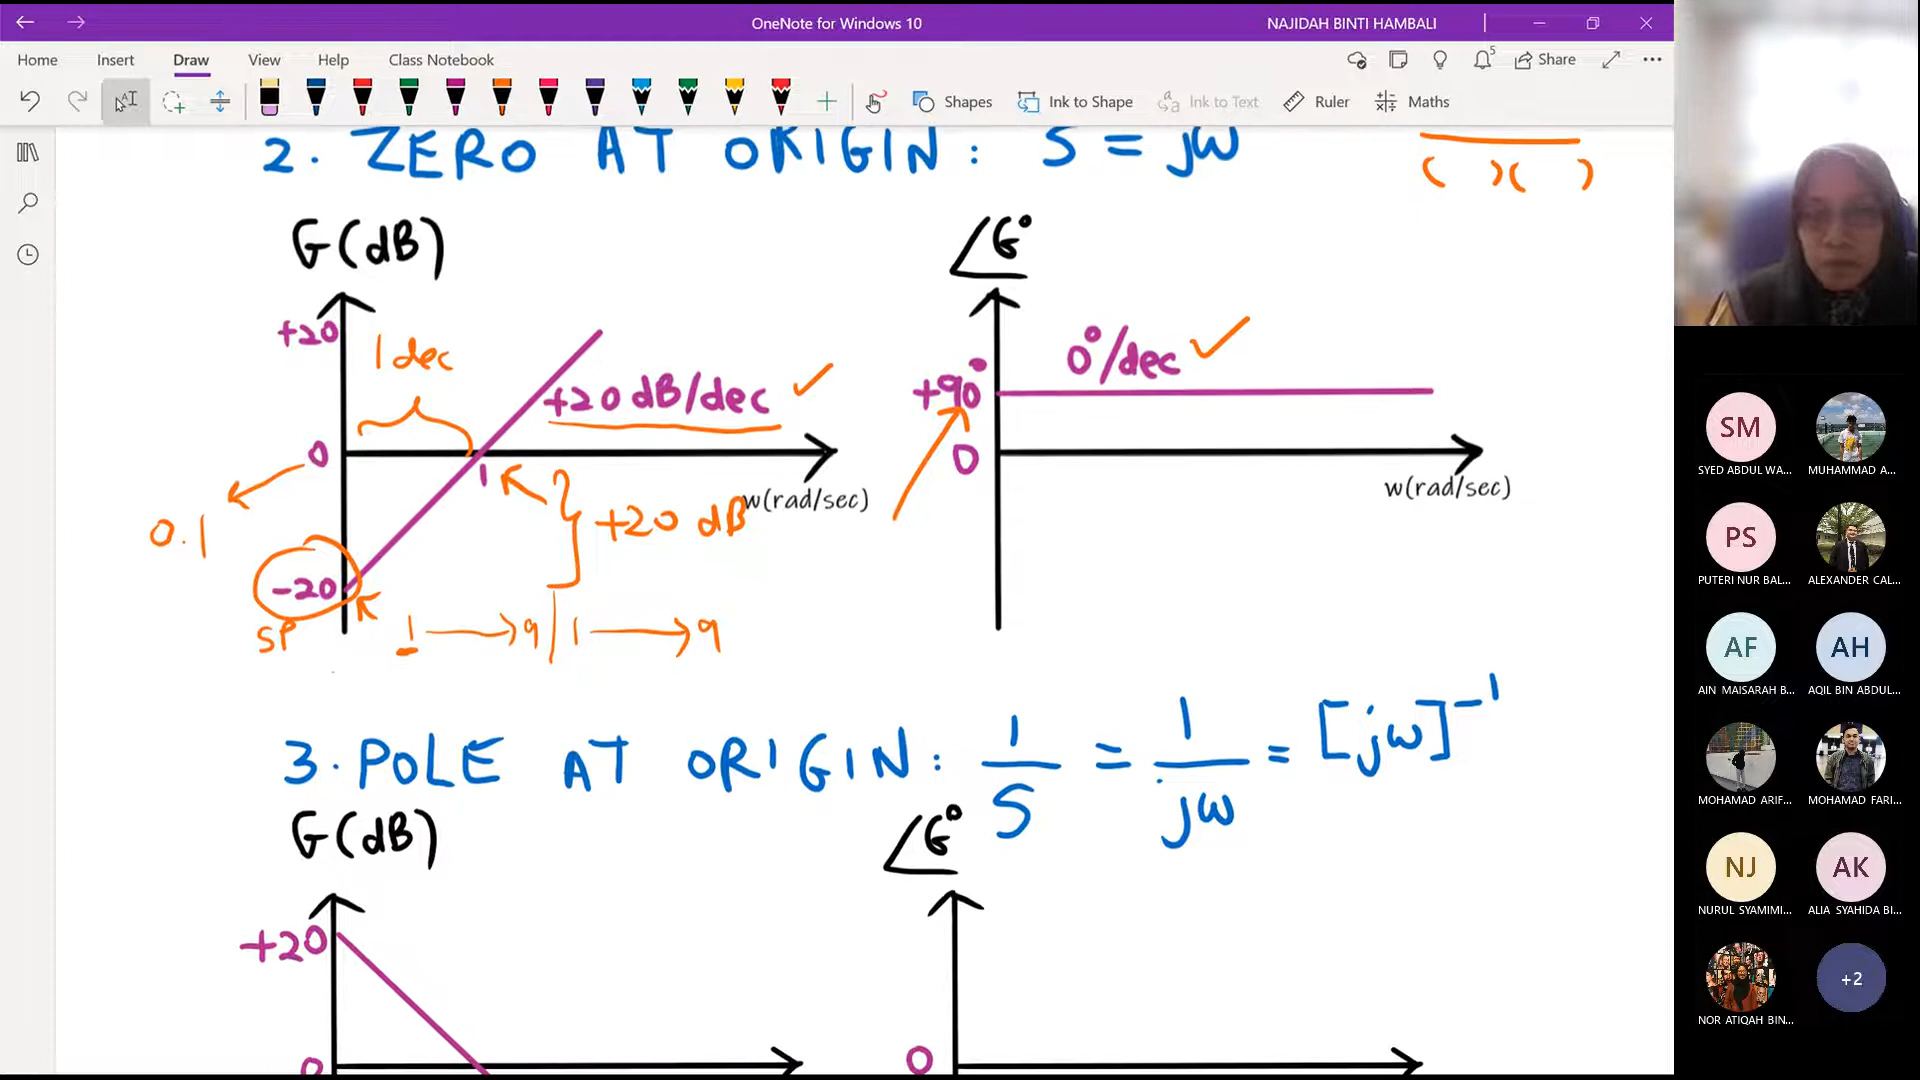 OneNote for Windows 10
NAJIDAH BINTI HAMBALI
Home Insert Draw View Help Class Notebook
5 Share
Shapes Ink to Shape Ink to Text Ruler Maths
2. ZERO AT ORIGIN: S = jω
( )( )
G(dB)
∠G°
+20
1 dec
+20 dB/dec ✓
0°/dec ✓
+90°
0
0
1
w(rad/sec)
w(rad/sec)
0.1
+20 dB
-20
SP
1 → 9 | 1 → 9
3. POLE AT ORIGIN: 1/S = 1/jω = [jω]⁻¹
G(dB)
∠G°
+20
0
0
SM
SYED ABDUL WA...
MUHAMMAD A...
PS
PUTERI NUR BAL...
ALEXANDER CAL...
AF
AH
AIN MAISARAH B...
AQIL BIN ABDUL...
MOHAMAD ARIF...
MOHAMAD FARI...
NJ
AK
NURUL SYAMIMI...
ALIA SYAHIDA BI...
+2
NOR ATIQAH BIN...